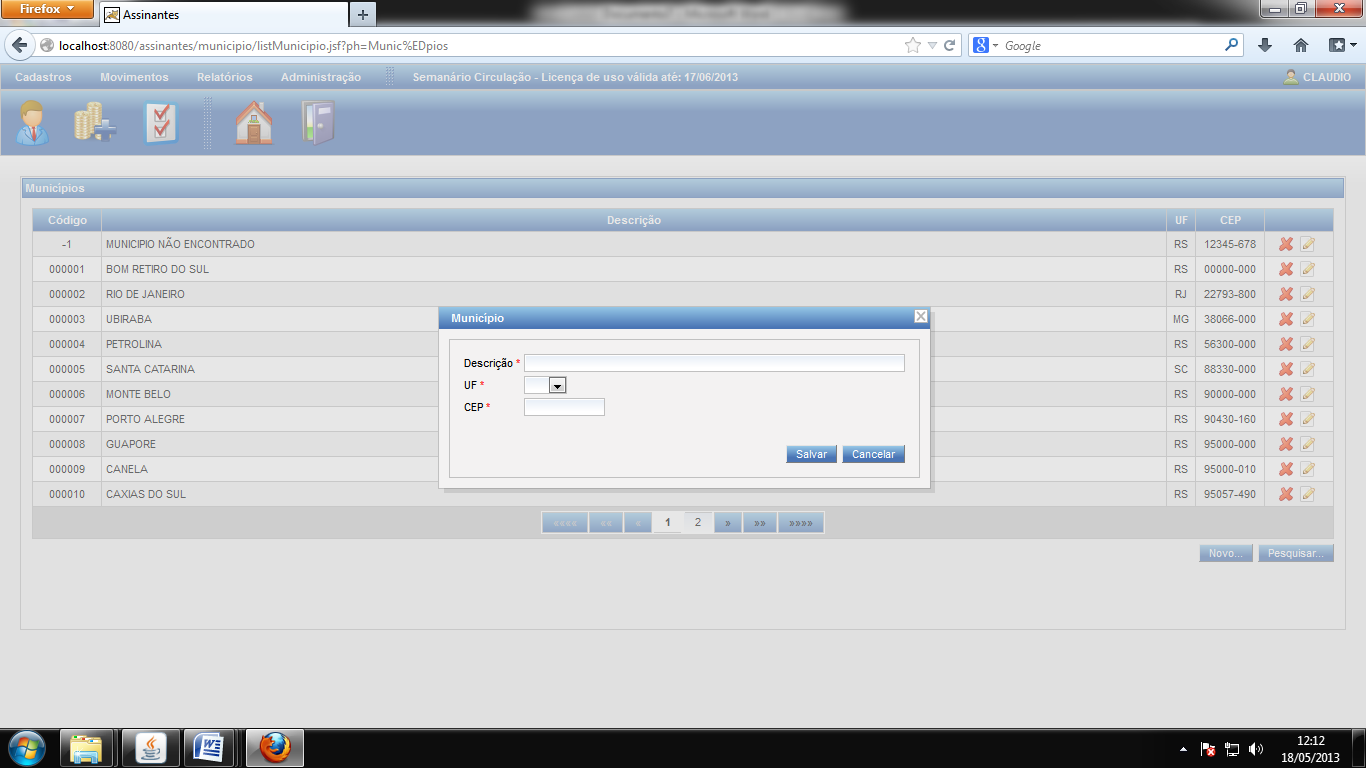 Firefox
Assinantes
localhost:8080/assinantes/municipio/listMunicipio.jsf?ph=Munic%EDpios
Google
Cadastros Movimentos Relatórios Administração Semanário Circulação - Licença de uso válida até: 17/06/2013 CLAUDIO
Municípios
Código Descrição UF CEP
-1 MUNICIPIO NÃO ENCONTRADO RS 12345-678
000001 BOM RETIRO DO SUL RS 00000-000
000002 RIO DE JANEIRO RJ 22793-800
000003 UBIRABA MG 38066-000
000004 PETROLINA RS 56300-000
000005 SANTA CATARINA SC 88330-000
000006 MONTE BELO RS 90000-000
000007 PORTO ALEGRE RS 90430-160
000008 GUAPORE RS 95000-000
000009 CANELA RS 95000-010
000010 CAXIAS DO SUL RS 95057-490
Município
Descrição *
UF *
CEP *
Salvar Cancelar
«««« «« « 1 2 » »» »»»»
Novo... Pesquisar...
12:12
18/05/2013